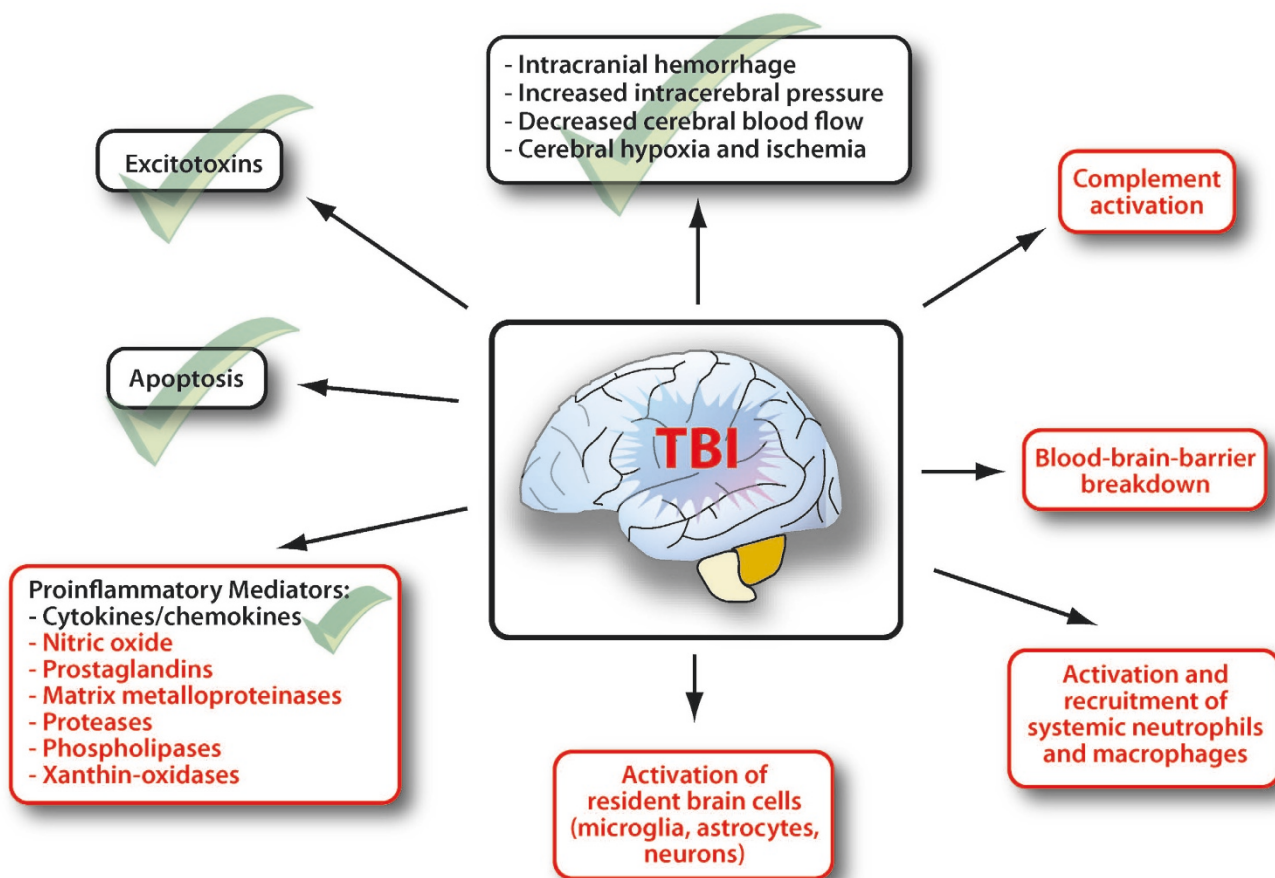 - Intracranial hemorrhage
- Increased intracerebral pressure
- Decreased cerebral blood flow
- Cerebral hypoxia and ischemia
Excitotoxins
Complement
activation
Apoptosis
TBI
Blood-brain-barrier
breakdown
Proinflammatory Mediators:
- Cytokines/chemokines
- Nitric oxide
- Prostaglandins
- Matrix metalloproteinases
- Proteases
- Phospholipases
- Xanthin-oxidases
Activation and
recruitment of
systemic neutrophils
and macrophages
Activation of
resident brain cells
(microglia, astrocytes,
neurons)